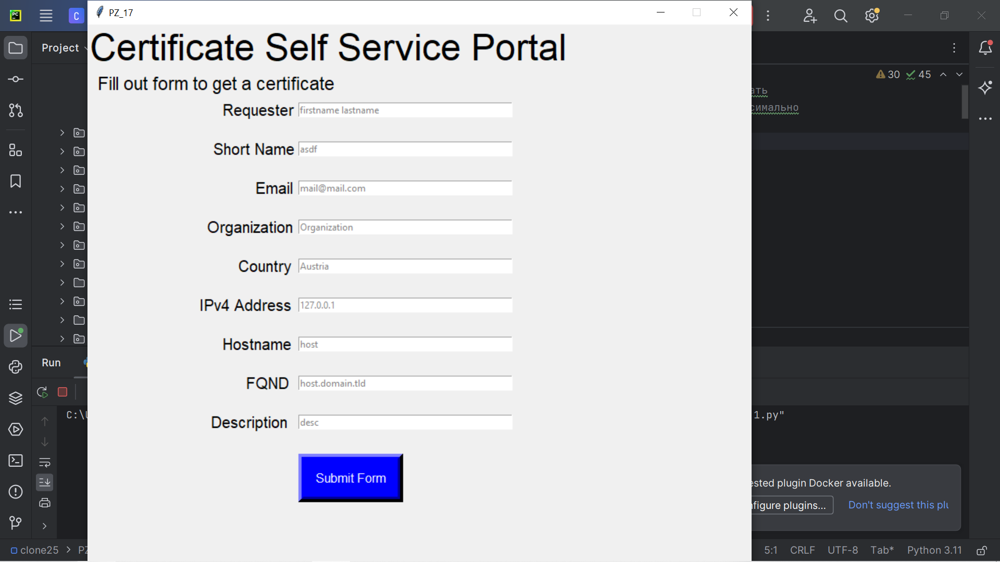 PC
C
PZ_17
Project
Certificate Self Service Portal
30 45
Fill out form to get a certificate
ать
симально
Requester firstname lastname
Short Name asdf
Email mail@mail.com
Organization Organization
Country Austria
IPv4 Address 127.0.0.1
Hostname host
Run
FQND host.domain.tld
C:\U 1.py"
Description desc
Submit Form
ested plugin Docker available.
nfigure plugins... Don't suggest this plu
clone25 > PZ 5:1 CRLF UTF-8 Tab* Python 3.11